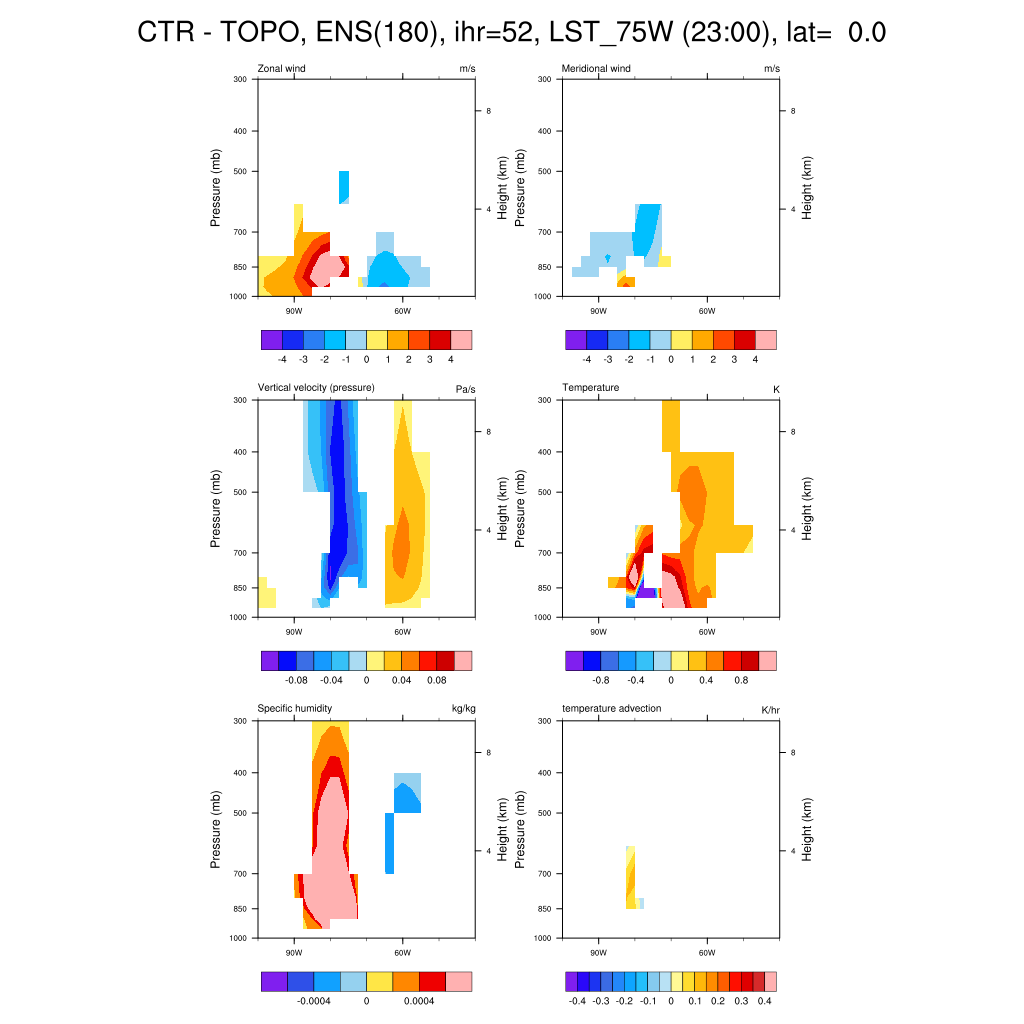 CTR - TOPO, ENS(180), ihr=52, LST_75W (23:00), lat=  0.0
Zonal wind m/s
Pressure (mb)
300
400
500
700
850
1000
90W 60W
8
4
Height (km)
-4 -3 -2 -1 0 1 2 3 4
Meridional wind m/s
Pressure (mb)
300
400
500
700
850
1000
90W 60W
8
4
Height (km)
-4 -3 -2 -1 0 1 2 3 4
Vertical velocity (pressure) Pa/s
Pressure (mb)
300
400
500
700
850
1000
90W 60W
8
4
Height (km)
-0.08 -0.04 0 0.04 0.08
Temperature K
Pressure (mb)
300
400
500
700
850
1000
90W 60W
8
4
Height (km)
-0.8 -0.4 0 0.4 0.8
Specific humidity kg/kg
Pressure (mb)
300
400
500
700
850
1000
90W 60W
8
4
Height (km)
-0.0004 0 0.0004
temperature advection K/hr
Pressure (mb)
300
400
500
700
850
1000
90W 60W
8
4
Height (km)
-0.4 -0.3 -0.2 -0.1 0 0.1 0.2 0.3 0.4